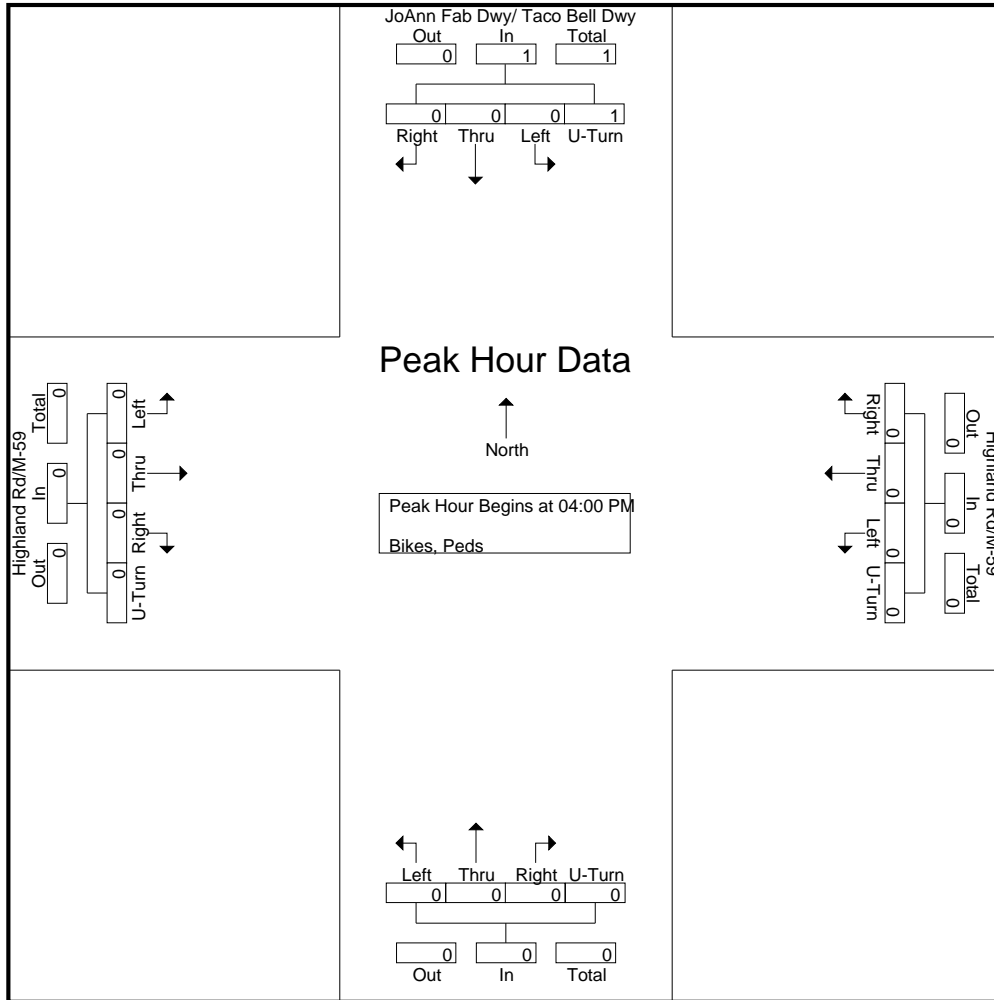 JoAnn Fab Dwy/ Taco Bell Dwy
Out In Total
0 1 1
0 0 0 1
Right Thru Left U-Turn
Peak Hour Data
North
Peak Hour Begins at 04:00 PM
Bikes, Peds
Highland Rd/M-59
Out In Total
0 0 0
0 0 0 0
U-Turn Right Thru Left
Highland Rd/M-59
Out In Total
0 0 0
0 0 0 0
Right Thru Left U-Turn
Left Thru Right U-Turn
0 0 0 0
0 0 0
Out In Total